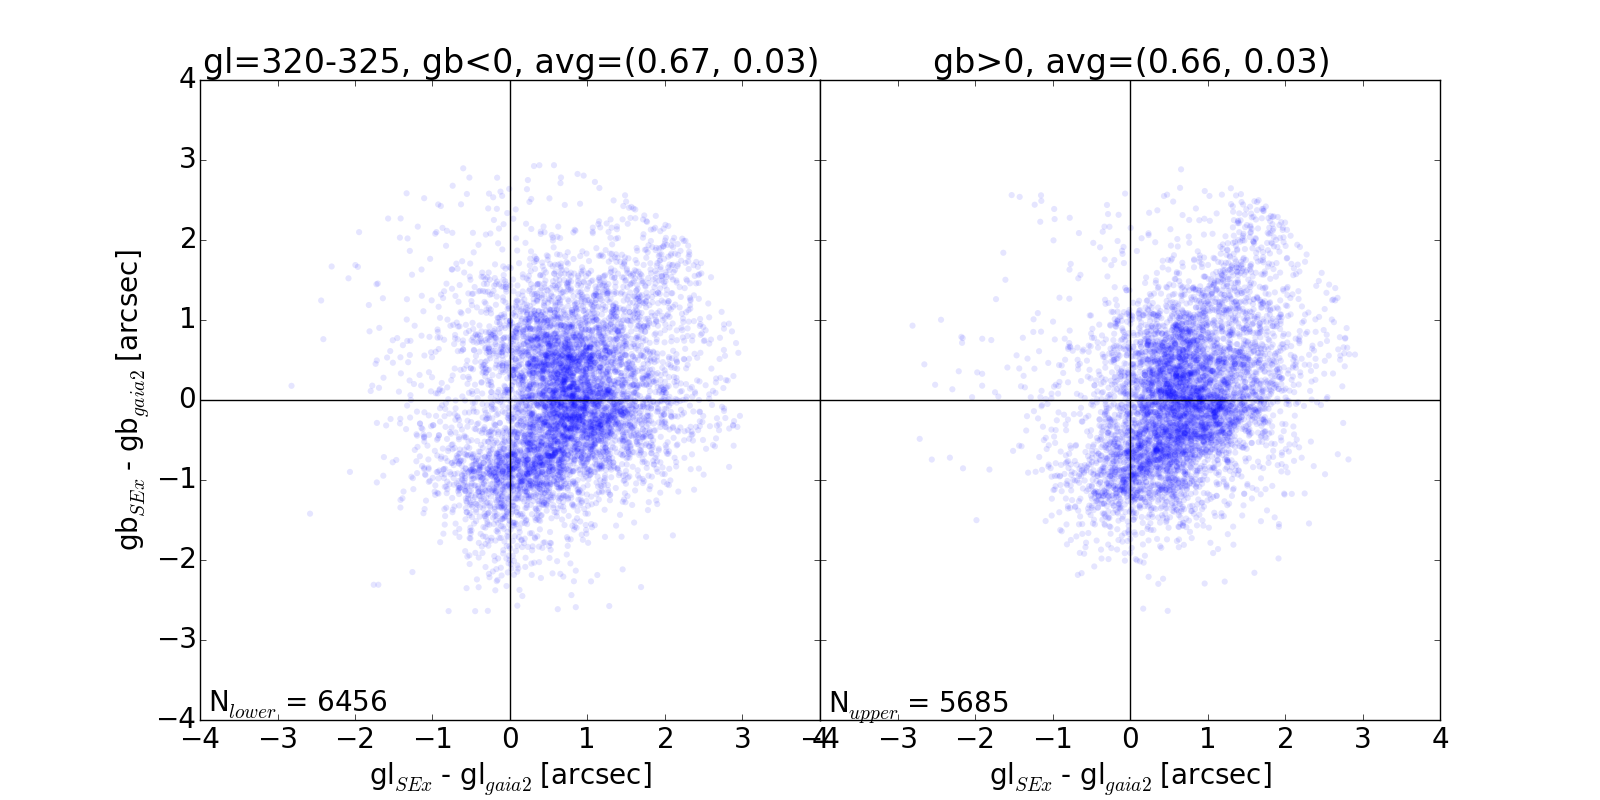 gl=320-325, gb<0, avg=(0.67, 0.03)
gb>0, avg=(0.66, 0.03)
4
3
2
1
0
−1
−2
−3
−4
gb_SEx - gb_gaia2 [arcsec]
N_lower = 6456
N_upper = 5685
−4 −3 −2 −1 0 1 2 3 4
−4 −3 −2 −1 0 1 2 3 4
gl_SEx - gl_gaia2 [arcsec]
gl_SEx - gl_gaia2 [arcsec]